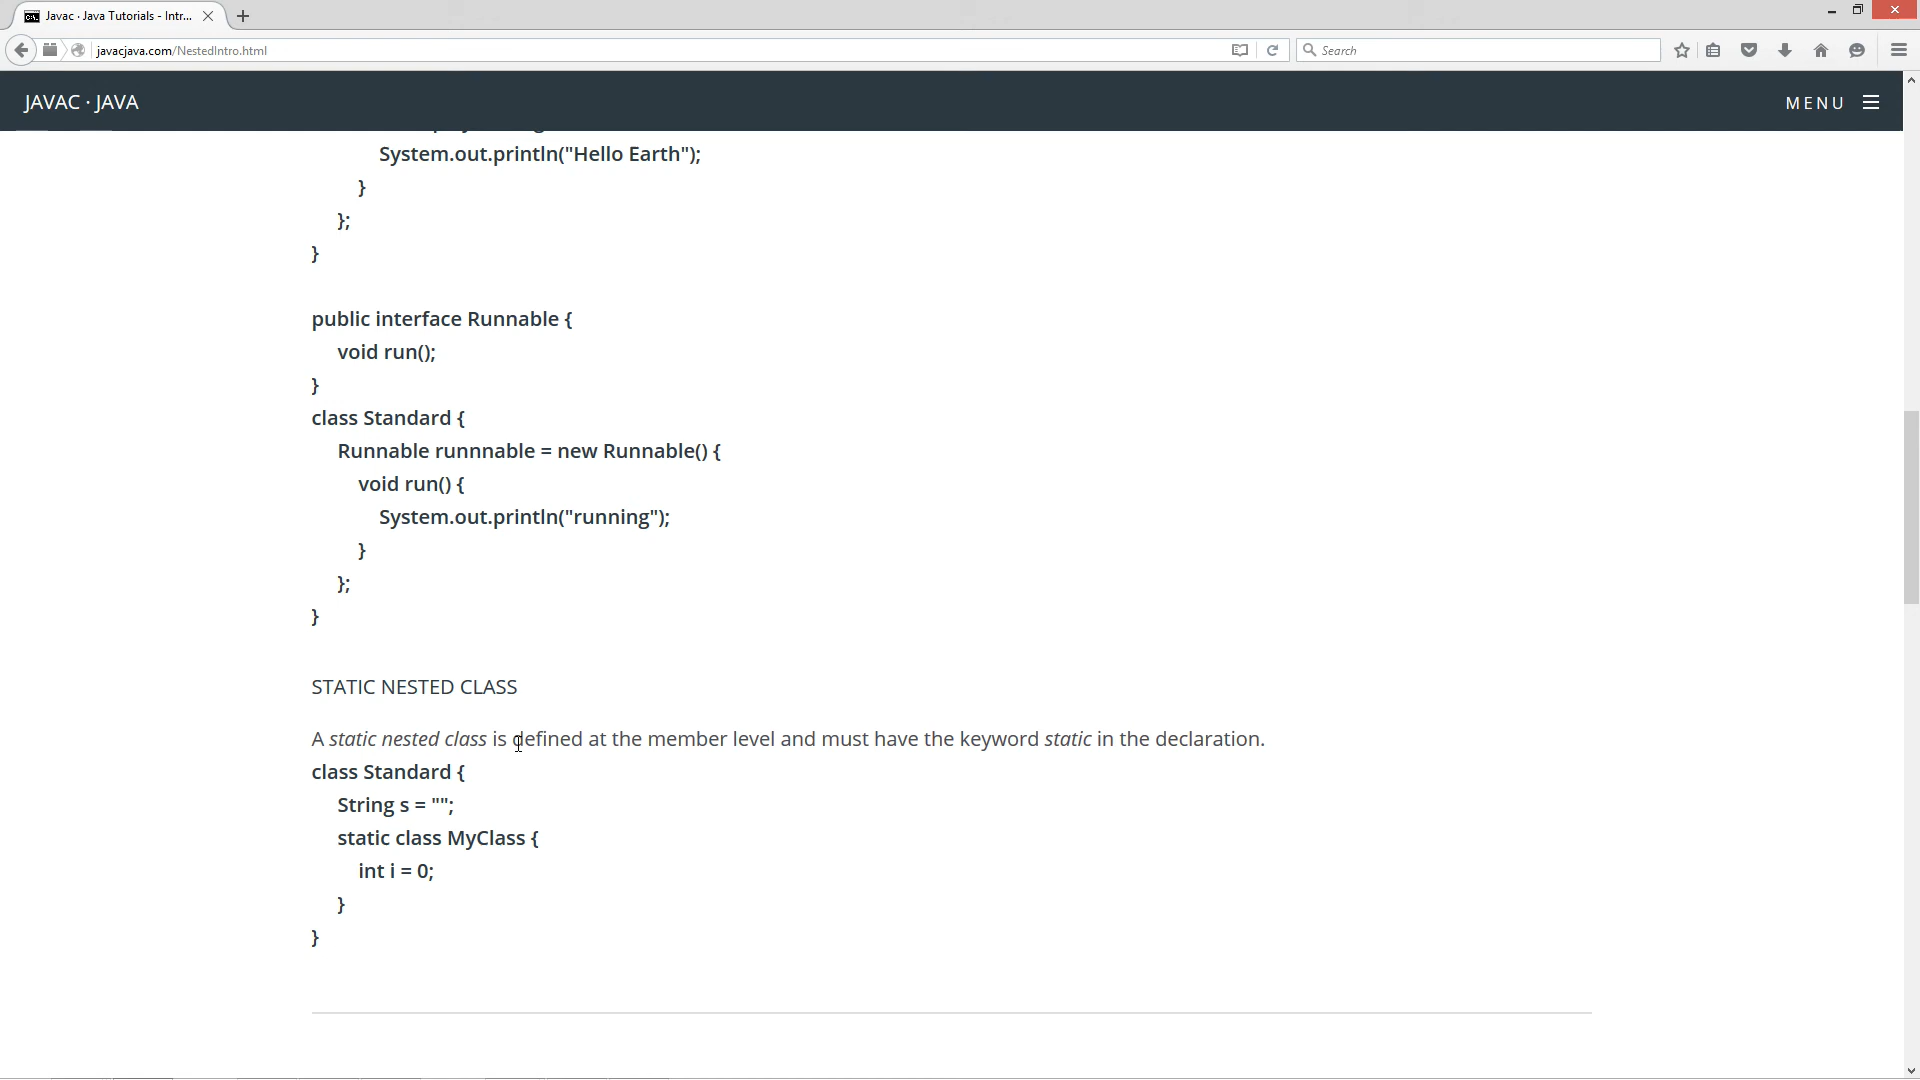 Javac · Java Tutorials - Intr...
javacjava.com/NestedIntro.html
Search
JAVAC · JAVA
MENU
System.out.println("Hello Earth");
}
};
}
public interface Runnable {
void run();
}
class Standard {
Runnable runnnable = new Runnable() {
void run() {
System.out.println("running");
}
};
}
STATIC NESTED CLASS
A static nested class is defined at the member level and must have the keyword static in the declaration.
class Standard {
String s = "";
static class MyClass {
int i = 0;
}
}